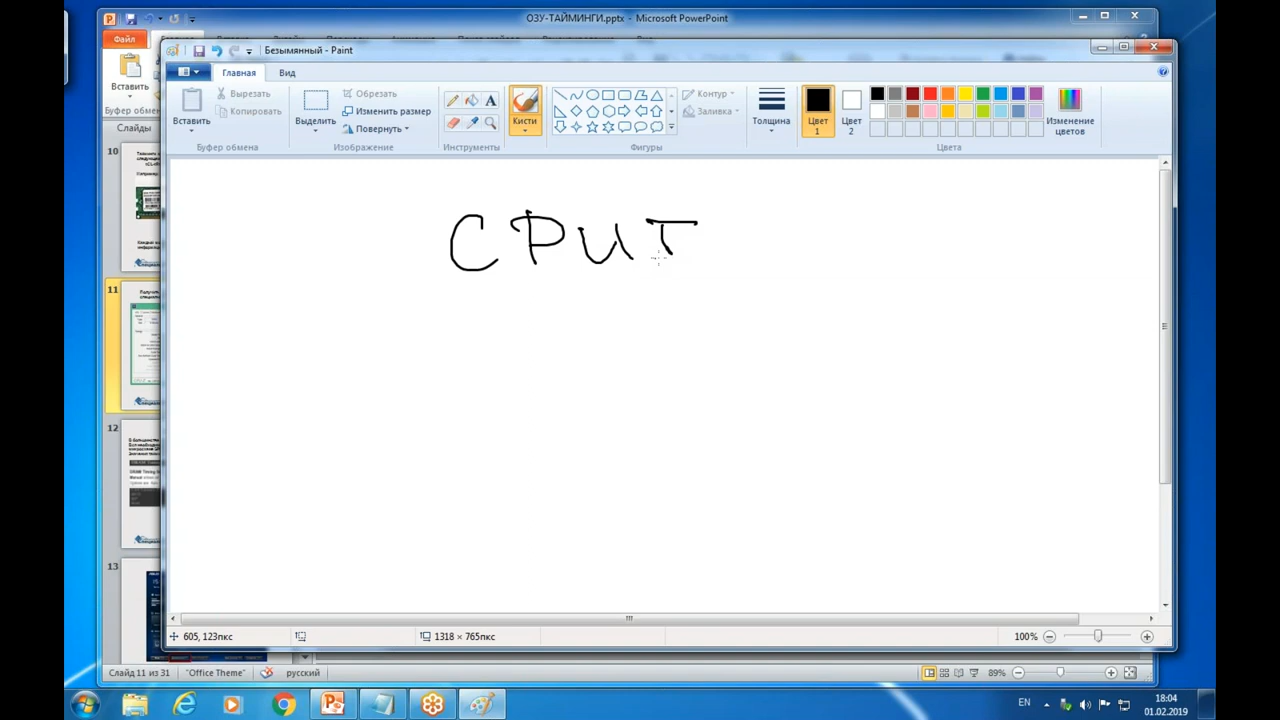 ОЗУ-ТАЙМИНГИ.pptx - Microsoft PowerPoint
Файл
Вставить
Буфер обмен
Слайды
10
11
12
13
Безымянный - Paint
Главная
Вид
Вставить
Вырезать
Копировать
Буфер обмена
Выделить
Обрезать
Изменить размер
Повернуть
Изображение
A
Инструменты
Кисти
Контур
Заливка
Фигуры
Толщина
Цвет 1
Цвет 2
Изменение цветов
Цвета
CPU T
605, 123пкс
1318 × 765пкс
100%
Слайд 11 из 31
"Office Theme"
русский
89%
EN
18:04
01.02.2019